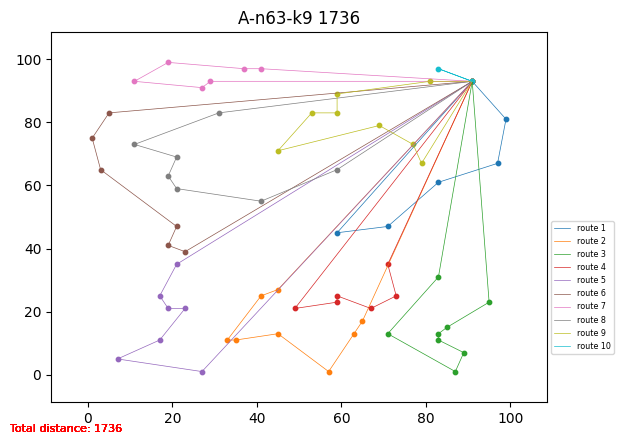 A-n63-k9 1736
100
80
60
40
20
0
0 20 40 60 80 100
route 1
route 2
route 3
route 4
route 5
route 6
route 7
route 8
route 9
route 10
Total distance: 1736